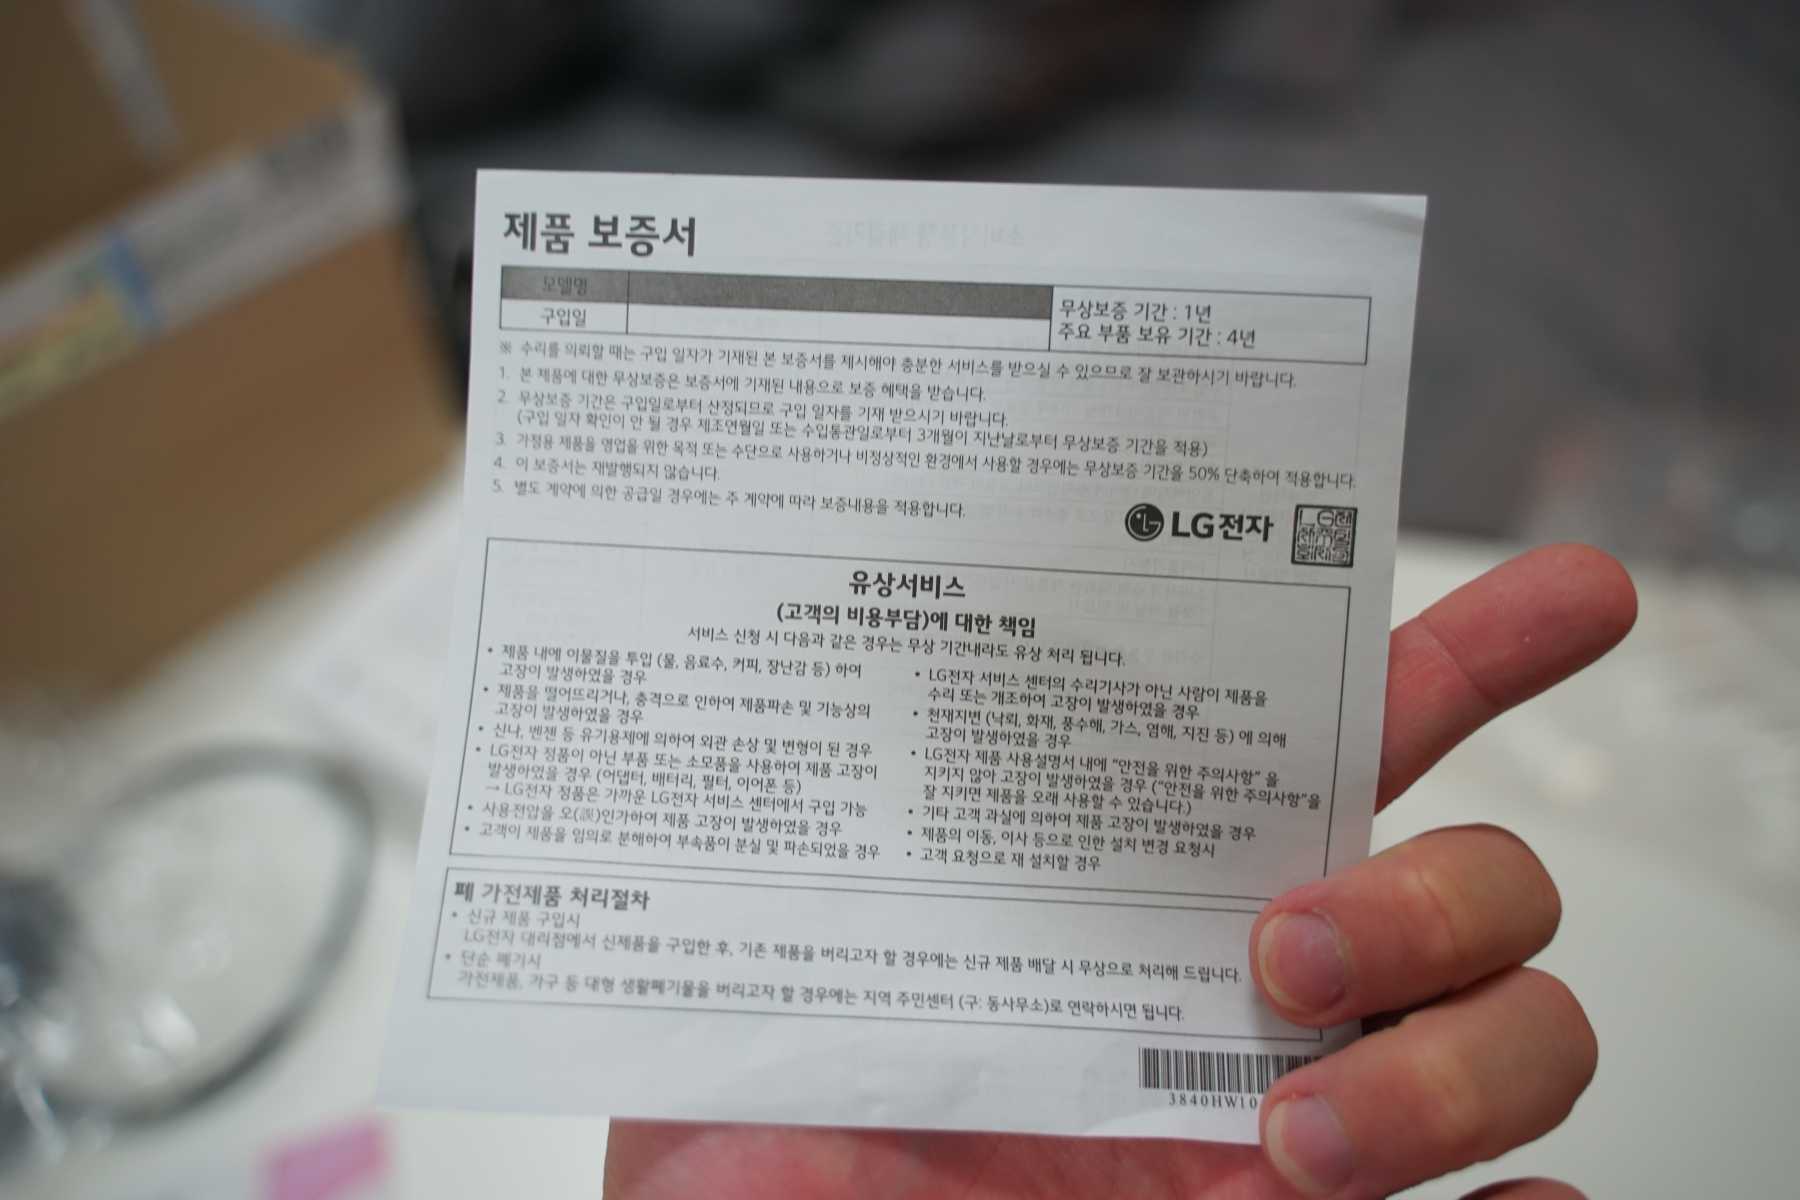 제품 보증서
모델명
구입일
무상보증 기간 : 1년
주요 부품 보유 기간 : 4년
※ 수리를 의뢰할 때는 구입 일자가 기재된 본 보증서를 제시해야 충분한 서비스를 받으실 수 있으므로 잘 보관하시기 바랍니다.
1. 본 제품에 대한 무상보증은 보증서에 기재된 내용으로 보증 혜택을 받습니다.
2. 무상보증 기간은 구입일로부터 산정되므로 구입 일자를 기재 받으시기 바랍니다.
(구입 일자 확인이 안 될 경우 제조연월일 또는 수입통관일로부터 3개월이 지난날로부터 무상보증 기간을 적용)
3. 가정용 제품을 영업을 위한 목적 또는 수단으로 사용하거나 비정상적인 환경에서 사용할 경우에는 무상보증 기간을 50% 단축하여 적용합니다.
4. 이 보증서는 재발행되지 않습니다.
5. 별도 계약에 의한 공급일 경우에는 주 계약에 따라 보증내용을 적용합니다.
LG전자
유상서비스
(고객의 비용부담)에 대한 책임
서비스 신청 시 다음과 같은 경우는 무상 기간내라도 유상 처리 됩니다.
• 제품 내에 이물질을 투입 (물, 음료수, 커피, 장난감 등) 하여
고장이 발생하였을 경우
• 제품을 떨어뜨리거나, 충격으로 인하여 제품파손 및 기능상의
고장이 발생하였을 경우
• 신나, 벤젠 등 유기용제에 의하여 외관 손상 및 변형이 된 경우
• LG전자 정품이 아닌 부품 또는 소모품을 사용하여 제품 고장이
발생하였을 경우 (어댑터, 배터리, 필터, 이어폰 등)
→ LG전자 정품은 가까운 LG전자 서비스 센터에서 구입 가능
• 사용전압을 오(誤)인가하여 제품 고장이 발생하였을 경우
• 고객이 제품을 임의로 분해하여 부속품이 분실 및 파손되었을 경우
• LG전자 서비스 센터의 수리기사가 아닌 사람이 제품을
수리 또는 개조하여 고장이 발생하였을 경우
• 천재지변 (낙뢰, 화재, 풍수해, 가스, 염해, 지진 등) 에 의해
고장이 발생하였을 경우
• LG전자 제품 사용설명서 내에 “안전을 위한 주의사항” 을
지키지 않아 고장이 발생하였을 경우 (“안전을 위한 주의사항”을
잘 지키면 제품을 오래 사용할 수 있습니다.)
• 기타 고객 과실에 의하여 제품 고장이 발생하였을 경우
• 제품의 이동, 이사 등으로 인한 설치 변경 요청시
• 고객 요청으로 재 설치할 경우
폐 가전제품 처리절차
• 신규 제품 구입시
LG전자 대리점에서 신제품을 구입한 후, 기존 제품을 버리고자 할 경우에는 신규 제품 배달 시 무상으로 처리해 드립니다.
• 단순 폐기시
가전제품, 가구 등 대형 생활폐기물을 버리고자 할 경우에는 지역 주민센터 (구: 동사무소)로 연락하시면 됩니다.
3840HW10